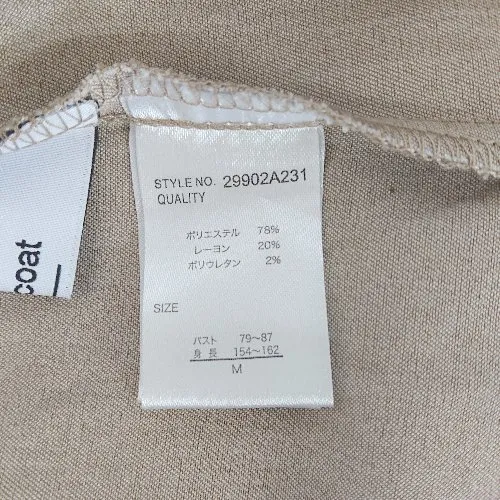 STYLE NO. 29902A231
QUALITY
ポリエステル 78%
レーヨン 20%
ポリウレタン 2%
SIZE
バスト 79〜87
身長 154〜162
M
coat